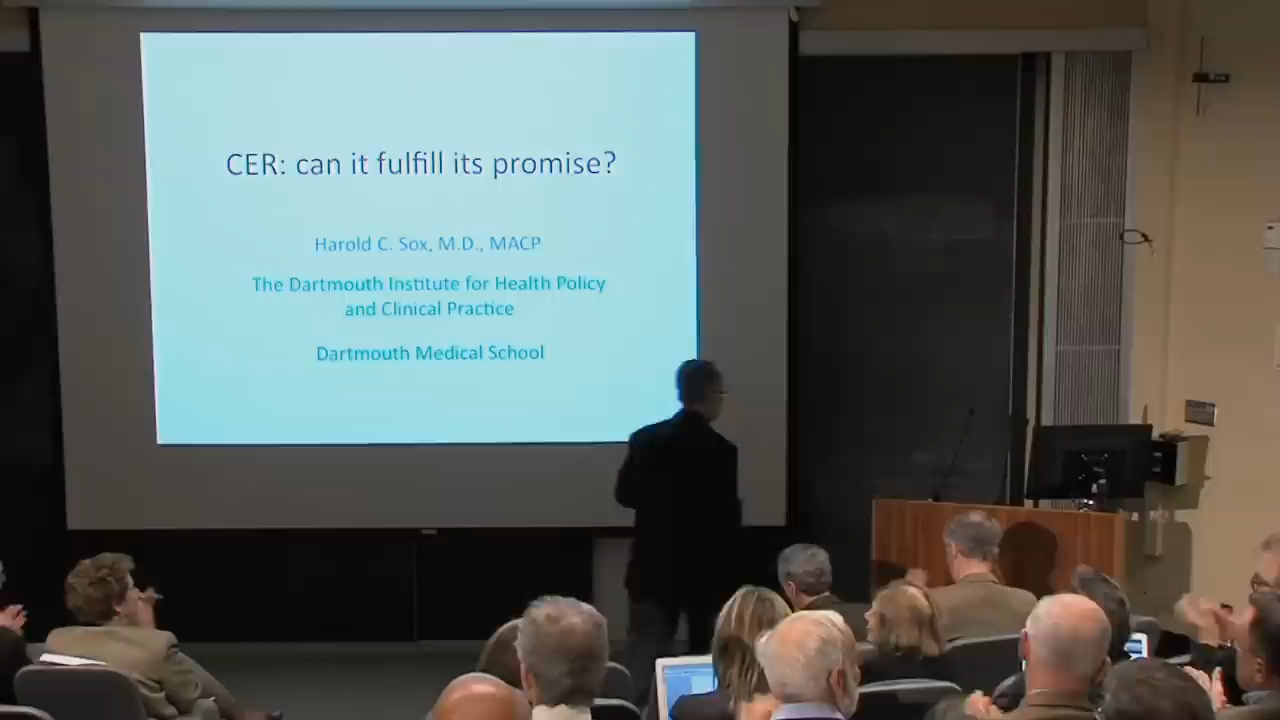 CER: can it fulfill its promise?
Harold C. Sox, M.D., MACP
The Dartmouth Institute for Health Policy
and Clinical Practice
Dartmouth Medical School